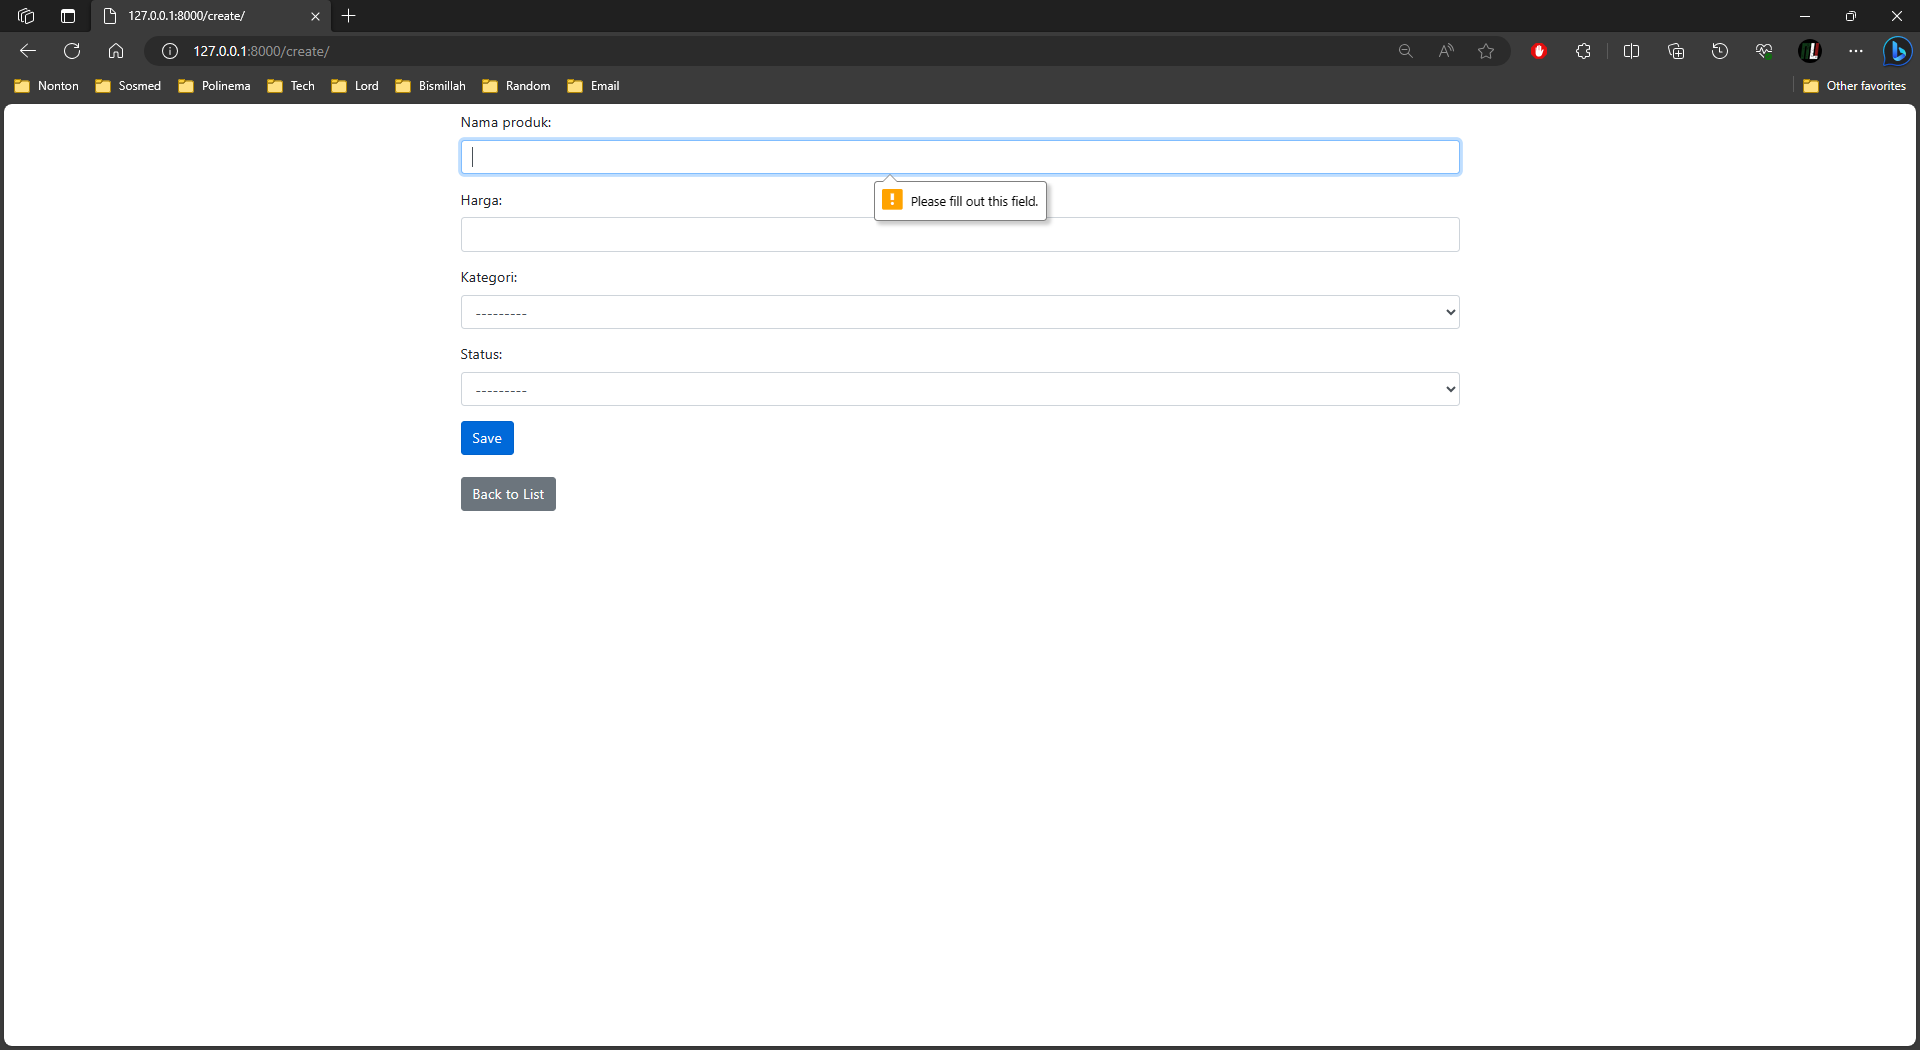 127.0.0.1:8000/create/
127.0.0.1:8000/create/
Nonton Sosmed Polinema Tech Lord Bismillah Random Email Other favorites
Nama produk:
Please fill out this field.
Harga:
Kategori:
---------
Status:
---------
Save
Back to List